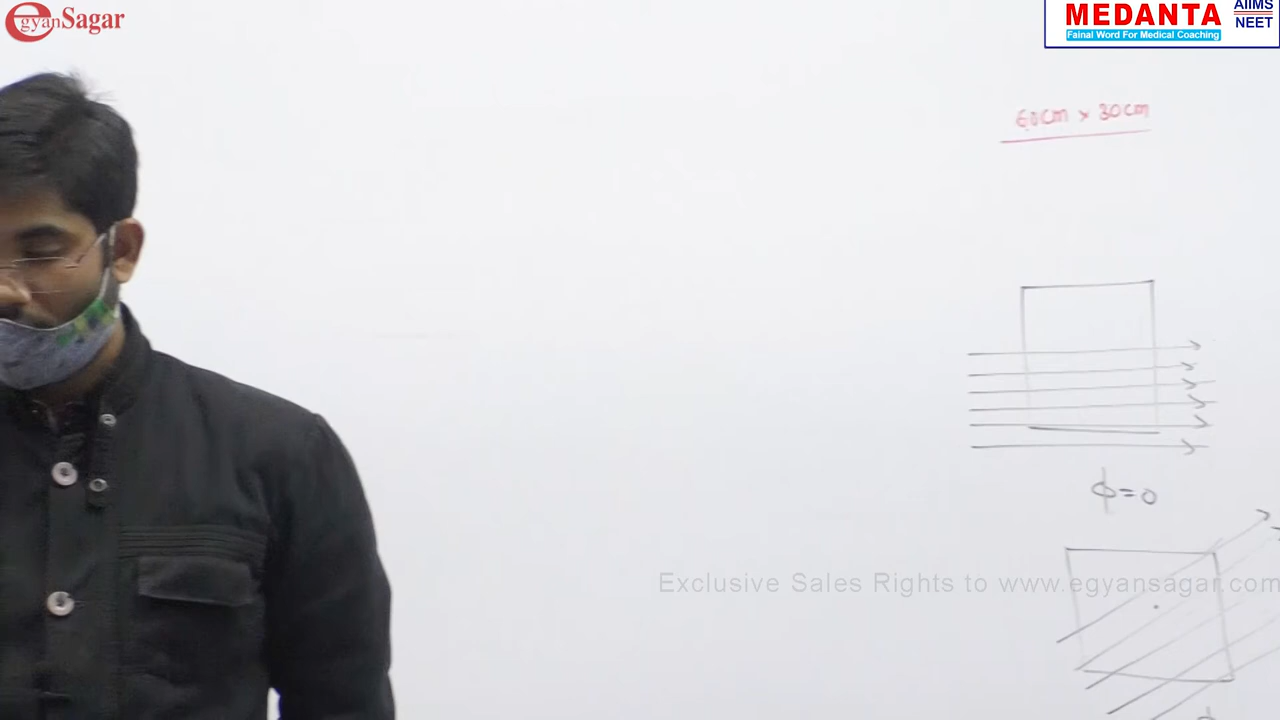 egyanSagar
MEDANTA
AIIMS
NEET
Fainal Word For Medical Coaching
60cm × 30cm
ϕ=0
Exclusive Sales Rights to www.egyansagar.com